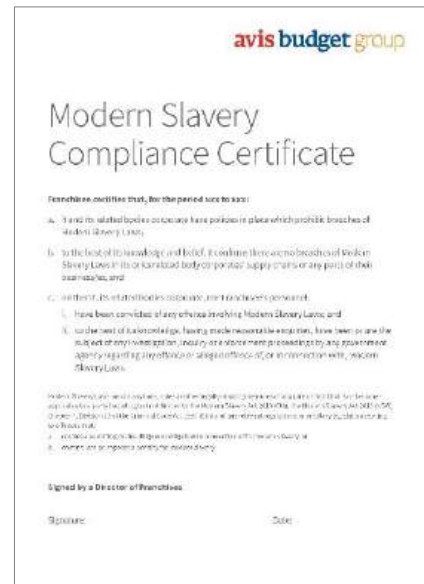 avis budget group
Modern Slavery
Compliance Certificate
Franchisee certifies that, for the period xxx to xxx:
a. it and its related bodies corporate have policies in place which prohibit breaches of
Modern Slavery Laws;
b. to the best of its knowledge and belief, it confirms there are no breaches of Modern
Slavery Laws in its or its related body corporates' supply chains or any parts of their
business/es; and
c. neither it, its related bodies corporate, nor Franchisee's personnel:
i. have been convicted of any offence involving Modern Slavery Laws; and
ii. to the best of its knowledge, having made reasonable enquiries, have been or are the
subject of any investigation, inquiry or enforcement proceedings by any government
agency regarding any offence or alleged offence of, or in connection with, Modern
Slavery Laws.
Signed by a Director of Franchisee
Signature: Date: